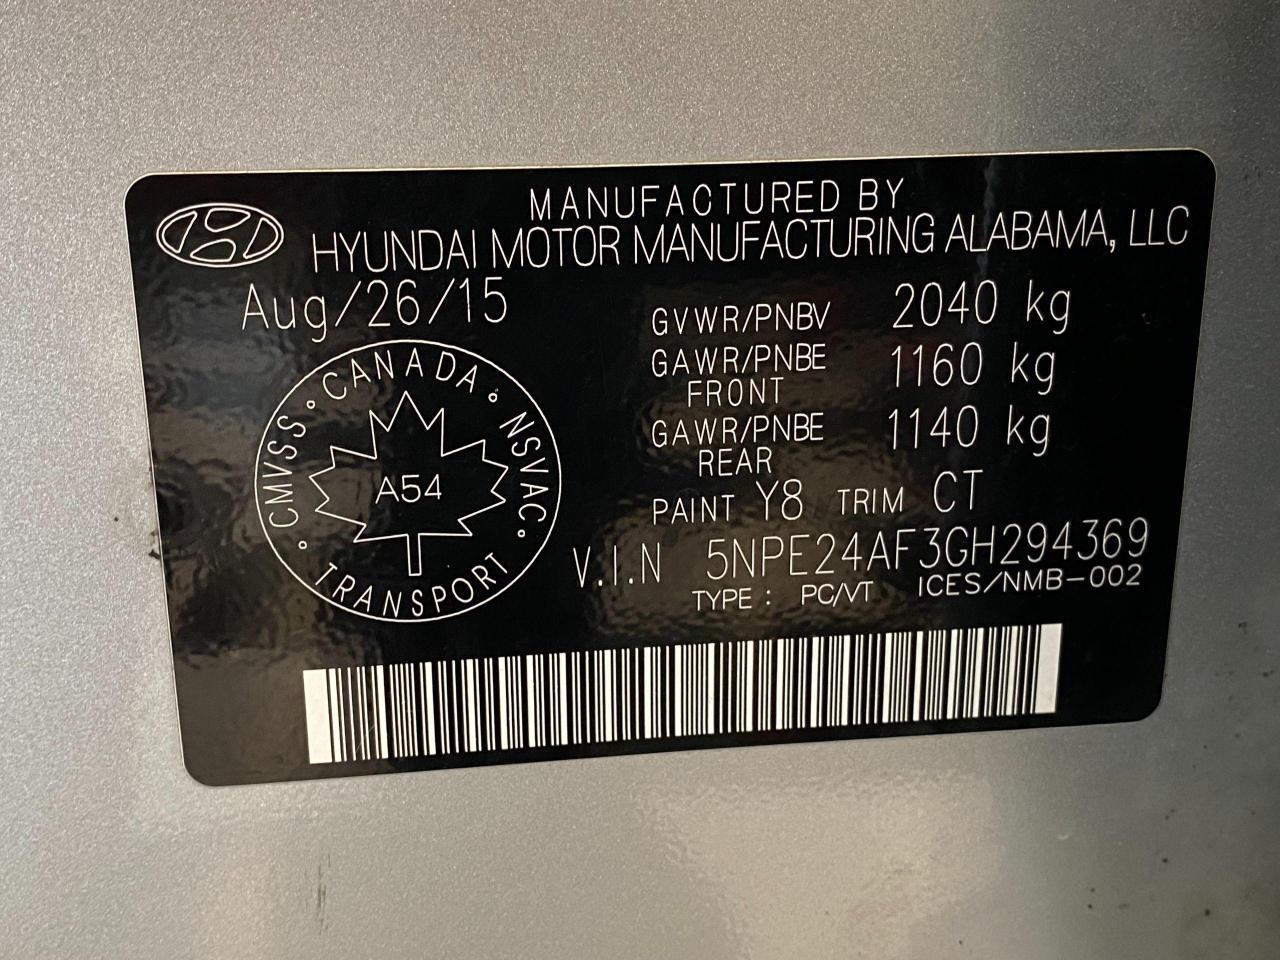 MANUFACTURED BY
HYUNDAI MOTOR MANUFACTURING ALABAMA, LLC
Aug/26/15
GVWR/PNBV 2040 kg
GAWR/PNBE FRONT 1160 kg
GAWR/PNBE REAR 1140 kg
PAINT Y8 TRIM CT
V.I.N 5NPE24AF3GH294369
TYPE : PC/VT ICES/NMB-002
CMVSS · CANADA · NSVAC · TRANSPORT
A54